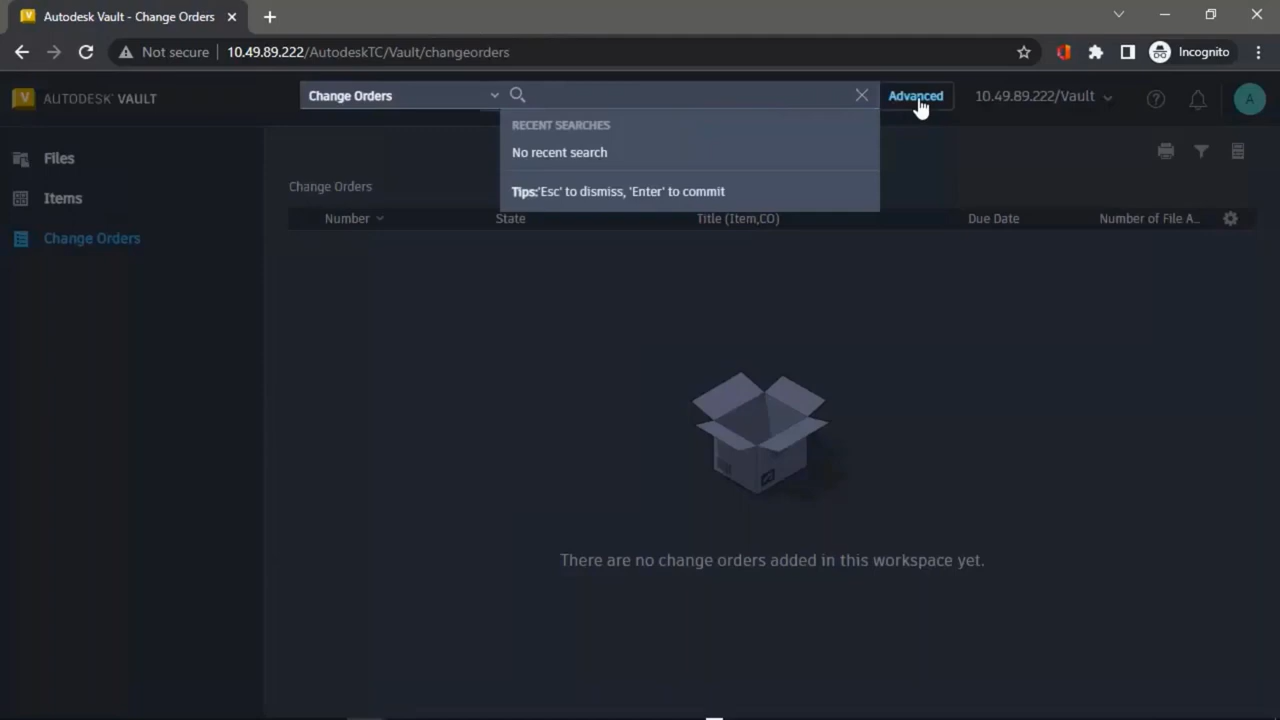 Autodesk Vault - Change Orders
Not secure
10.49.89.222/AutodeskTC/Vault/changeorders
Incognito
AUTODESK VAULT
Change Orders
Advanced
10.49.89.222/Vault
A
RECENT SEARCHES
No recent search
Tips:'Esc' to dismiss, 'Enter' to commit
Files
Items
Change Orders
Change Orders
Number
State
Title (Item,CO)
Due Date
Number of File A..
There are no change orders added in this workspace yet.